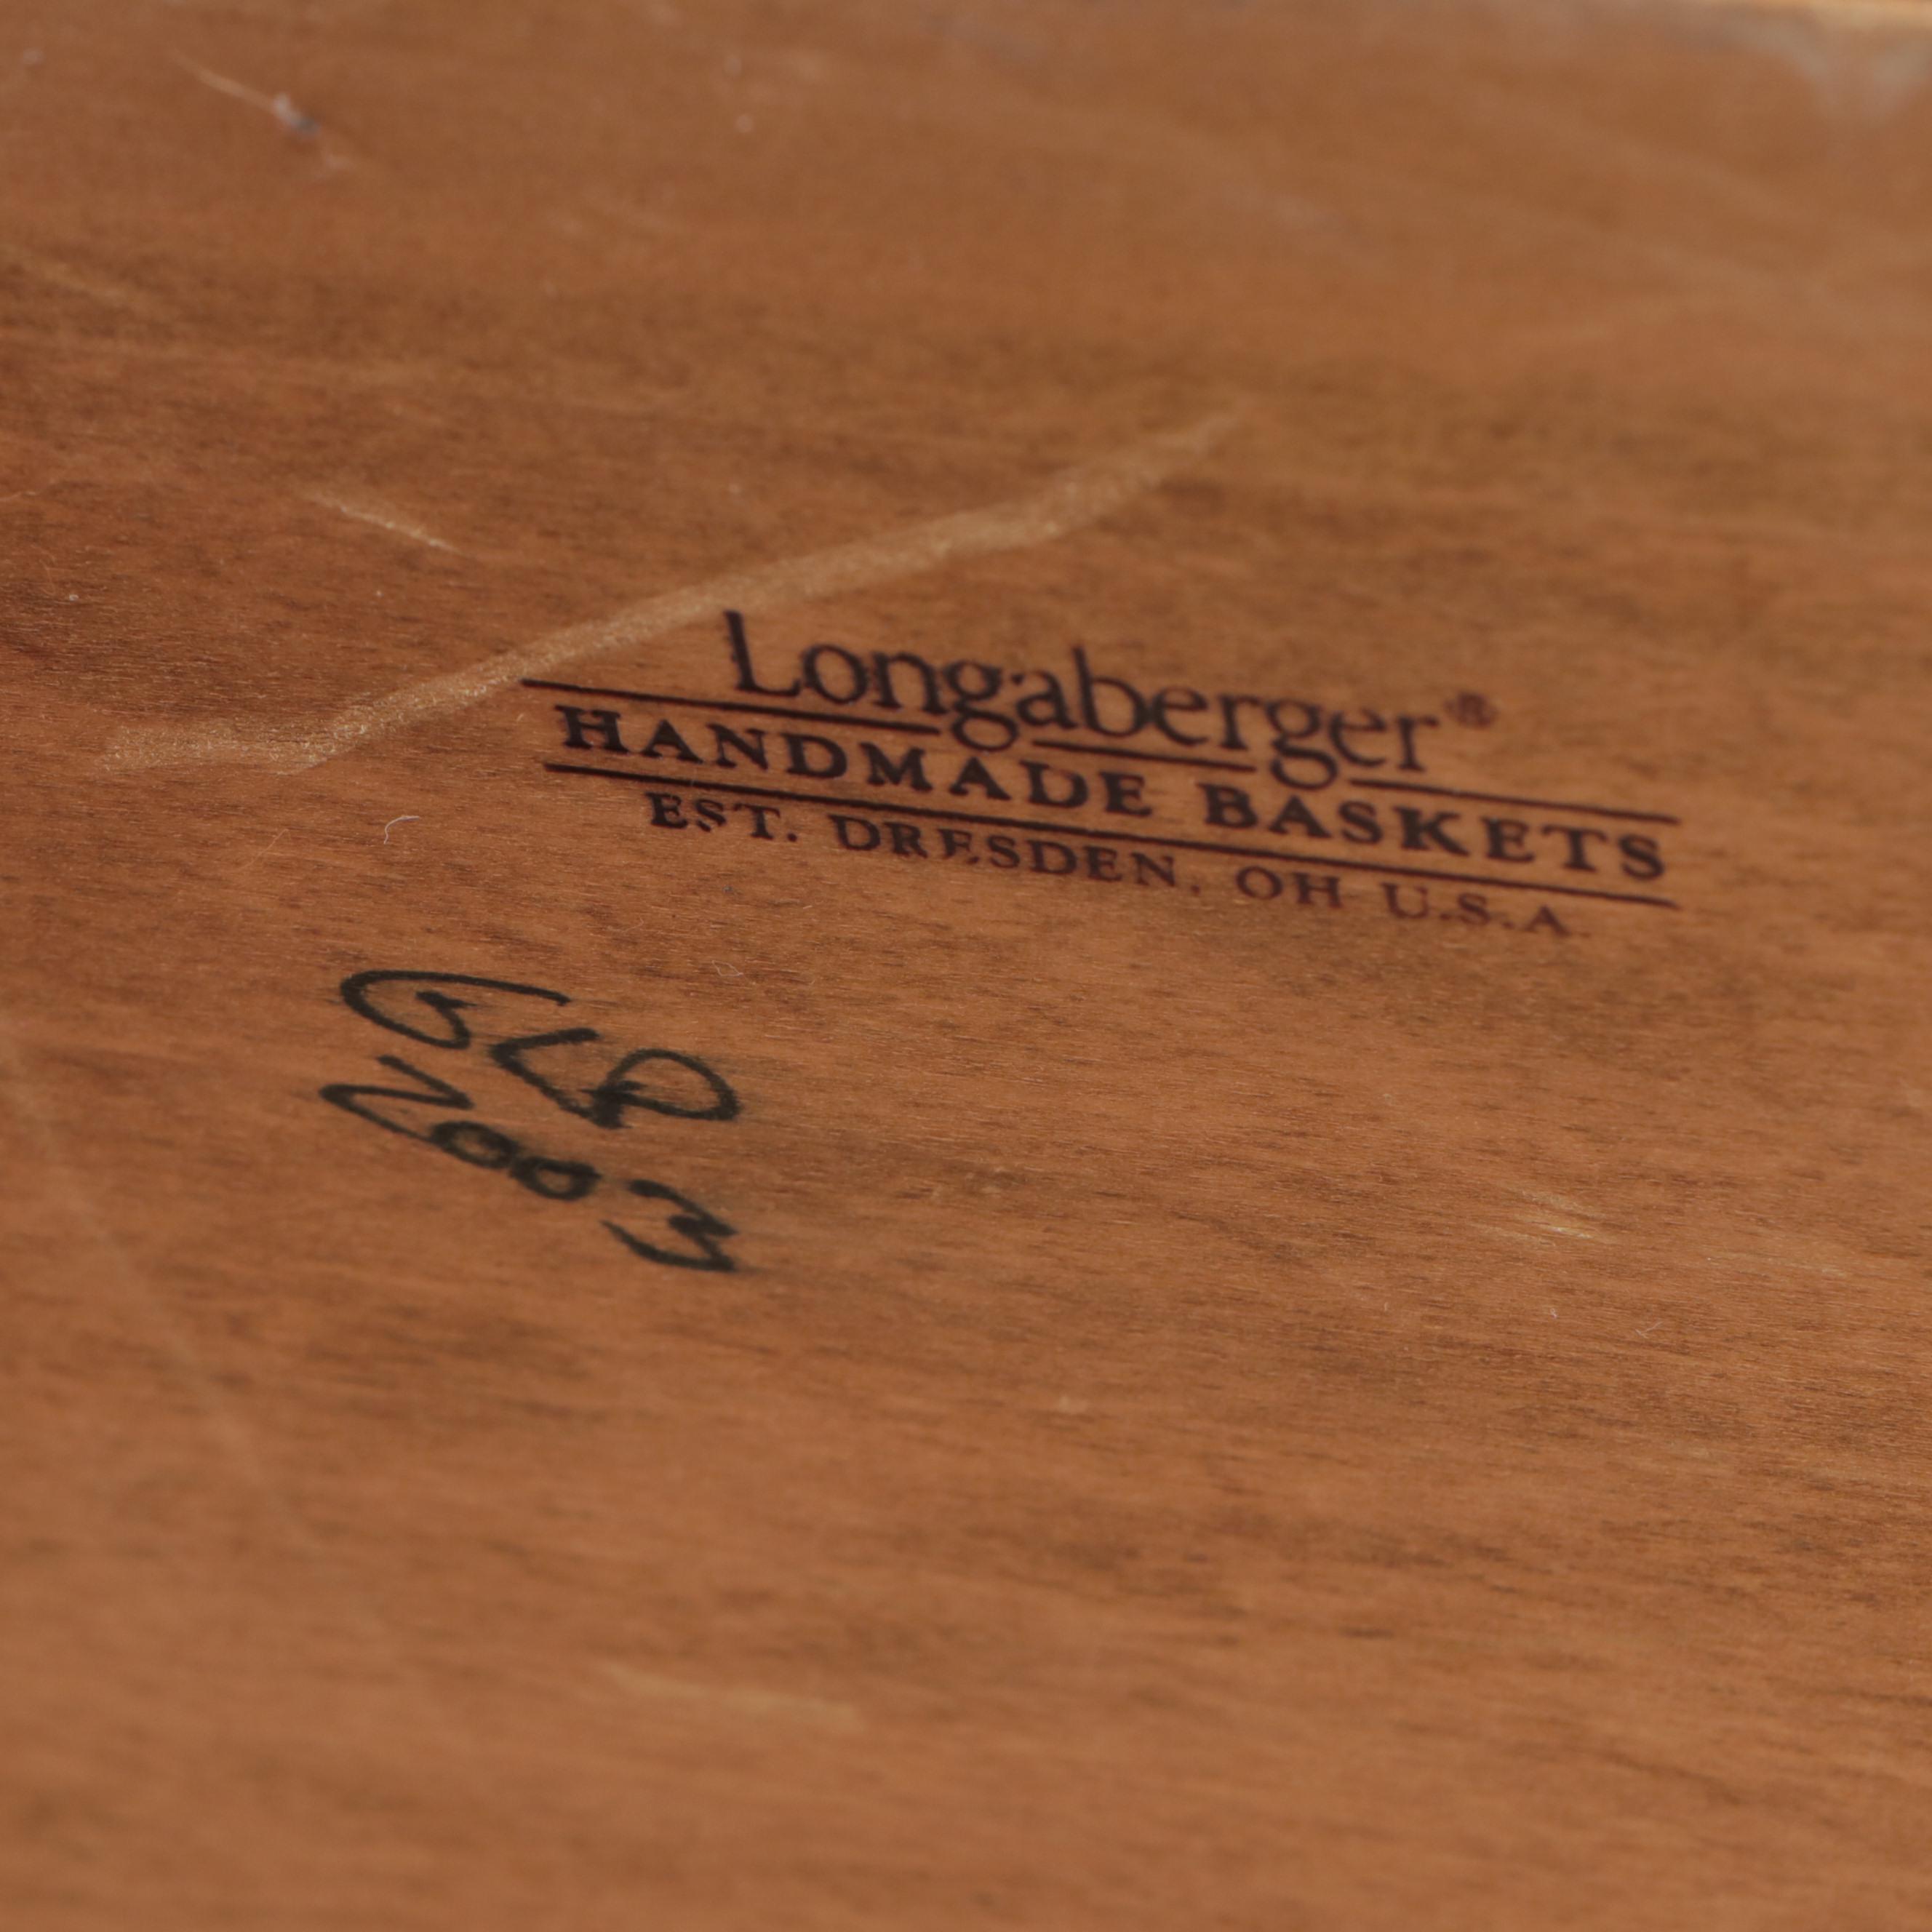 Longaberger®
HANDMADE BASKETS
EST. DRESDEN, OH U.S.A.
GLP
2003